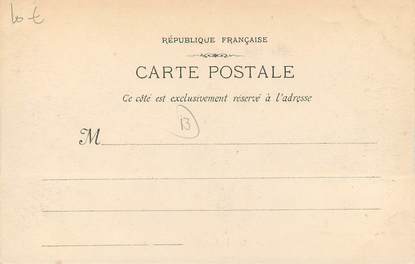 RÉPUBLIQUE FRANÇAISE
CARTE POSTALE
Ce côté est exclusivement réservé à l'adresse
13
M